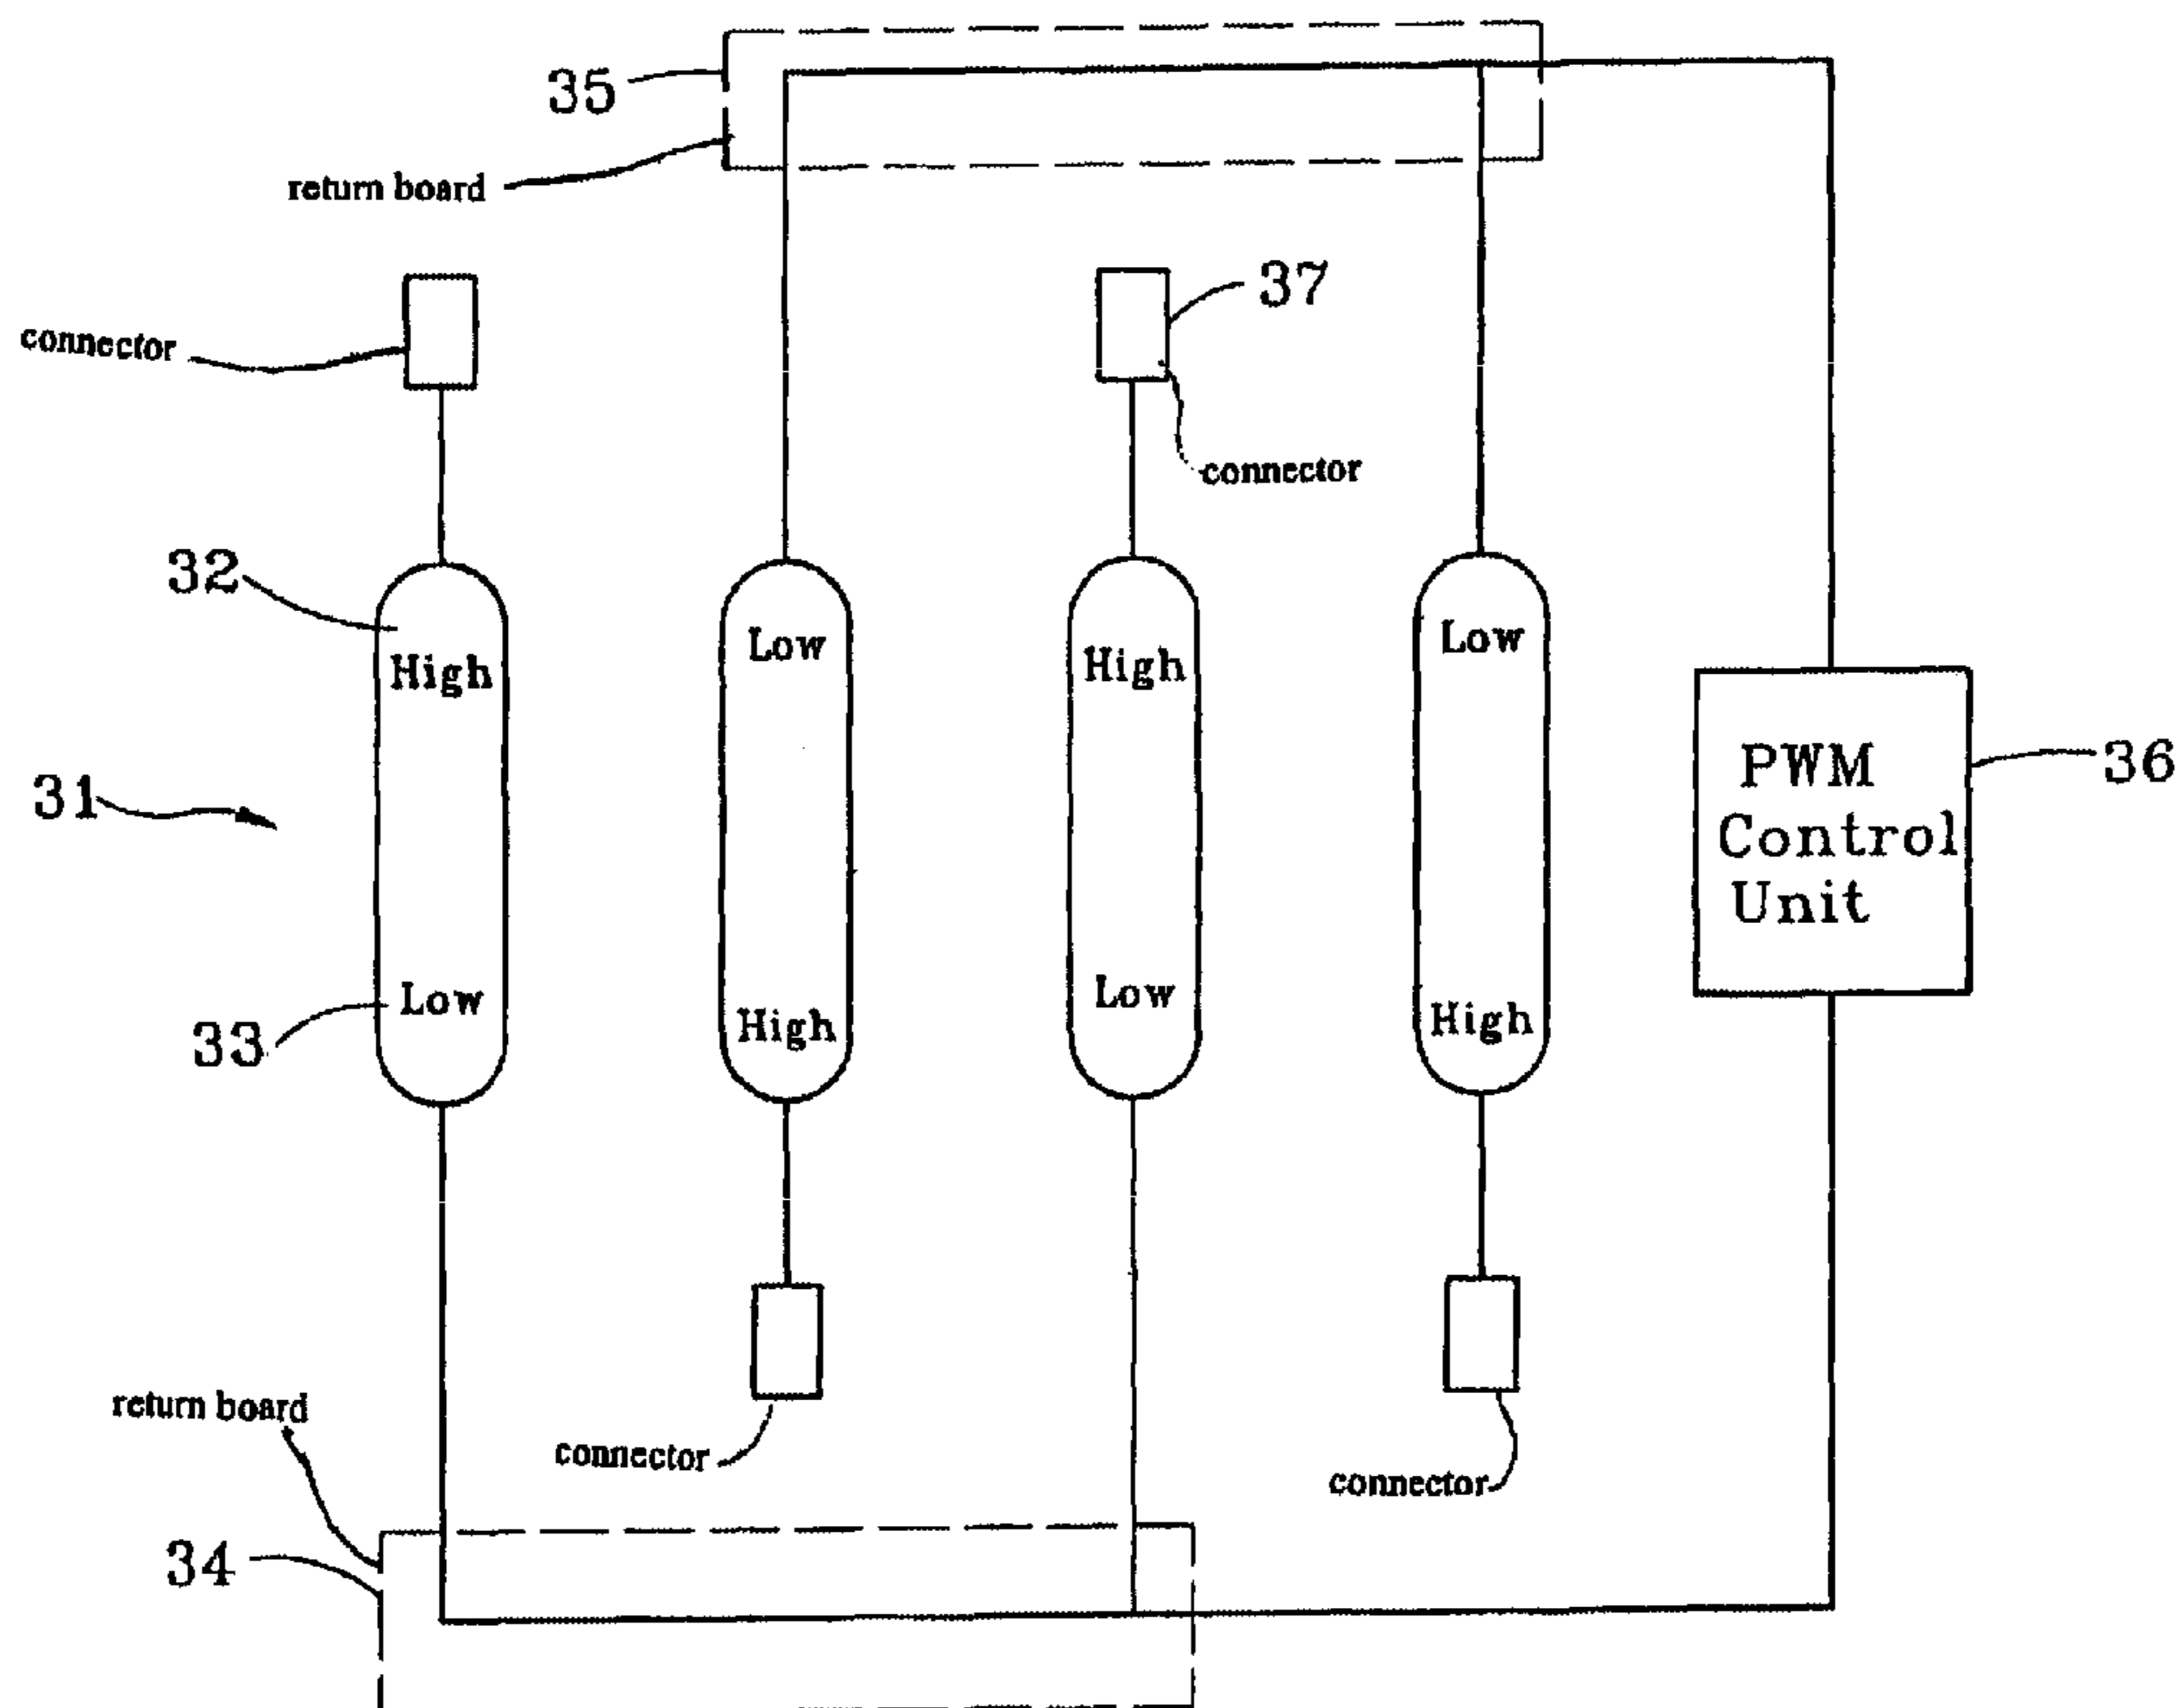 35
return board
37
connector
connector
32
High
Low
High
Low
31
PWM
Control
Unit
36
33
Low
High
Low
High
return board
connector
connector
34